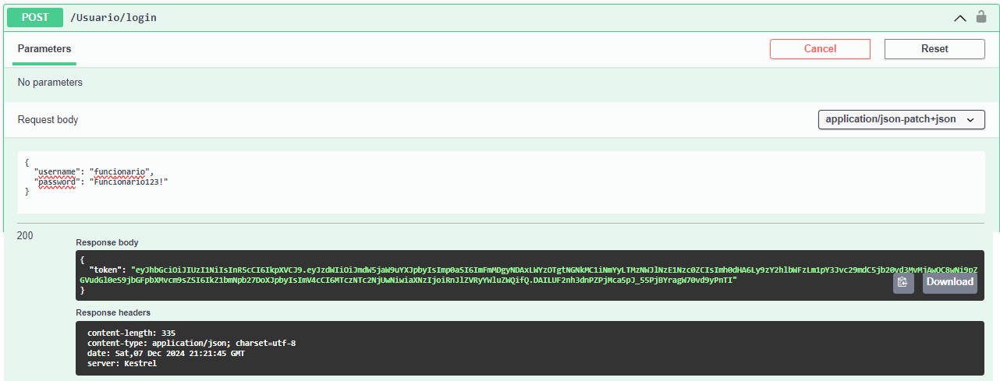 POST /Usuario/login
Parameters
Cancel
Reset
No parameters
Request body
application/json-patch+json
{
"username": "funcionario",
"password": "Funcionario123!"
}
200
Response body
{
"token": "eyJhbGciOiJIUzI1NiIsInR5cCI6IkpXVCJ9.eyJzdWIiOiJmdW5jaW9uYXJpbyIsImp0aSI6ImFmMDgyNDAxLWYzOTgtNGNkMC1iNmYyLTMzNWJlNzE1Nzc0ZCIsImh0dHA6Ly9zY2hlbWFzLm1pY3Jvc29mdC5jb20vd3MvMjAwOC8wNi9pZ
GVudGl0eS9jbGFpbXMvcm9sZSI6IkZ1bmNpb27DoXJpbyIsImV4cCI6MTczNTc2NjUwNiwiaXNzIjoiRnJlZVRyYWluZWQifQ.DAILUF2nh3dnPZPjMca5pJ_55PjBYragW70vd9yPnTI"
}
Download
Response headers
content-length: 335
content-type: application/json; charset=utf-8
date: Sat,07 Dec 2024 21:21:45 GMT
server: Kestrel